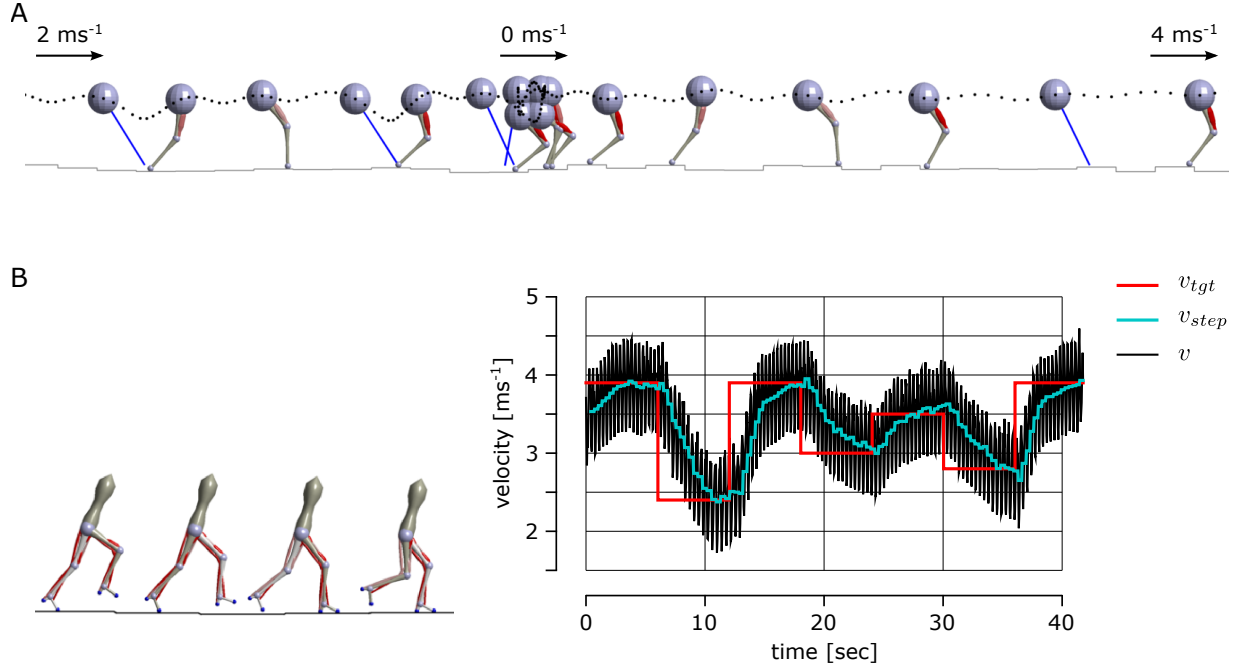 A
2 ms-1
0 ms-1
4 ms-1
B
v_tgt
v_step
v
velocity [ms-1]
5
4
3
2
0
10
20
30
40
time [sec]